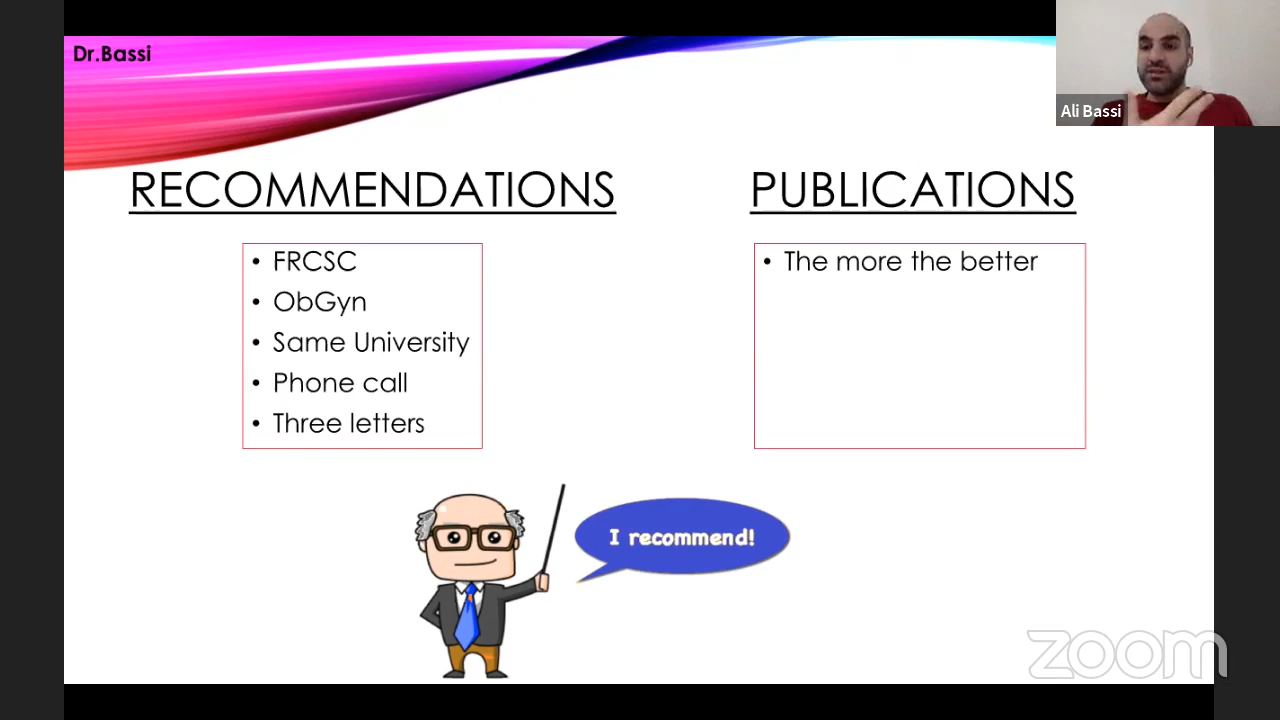 Dr.Bassi
Ali Bassi
RECOMMENDATIONS
• FRCSC
• ObGyn
• Same University
• Phone call
• Three letters
PUBLICATIONS
• The more the better
I recommend!
zoom